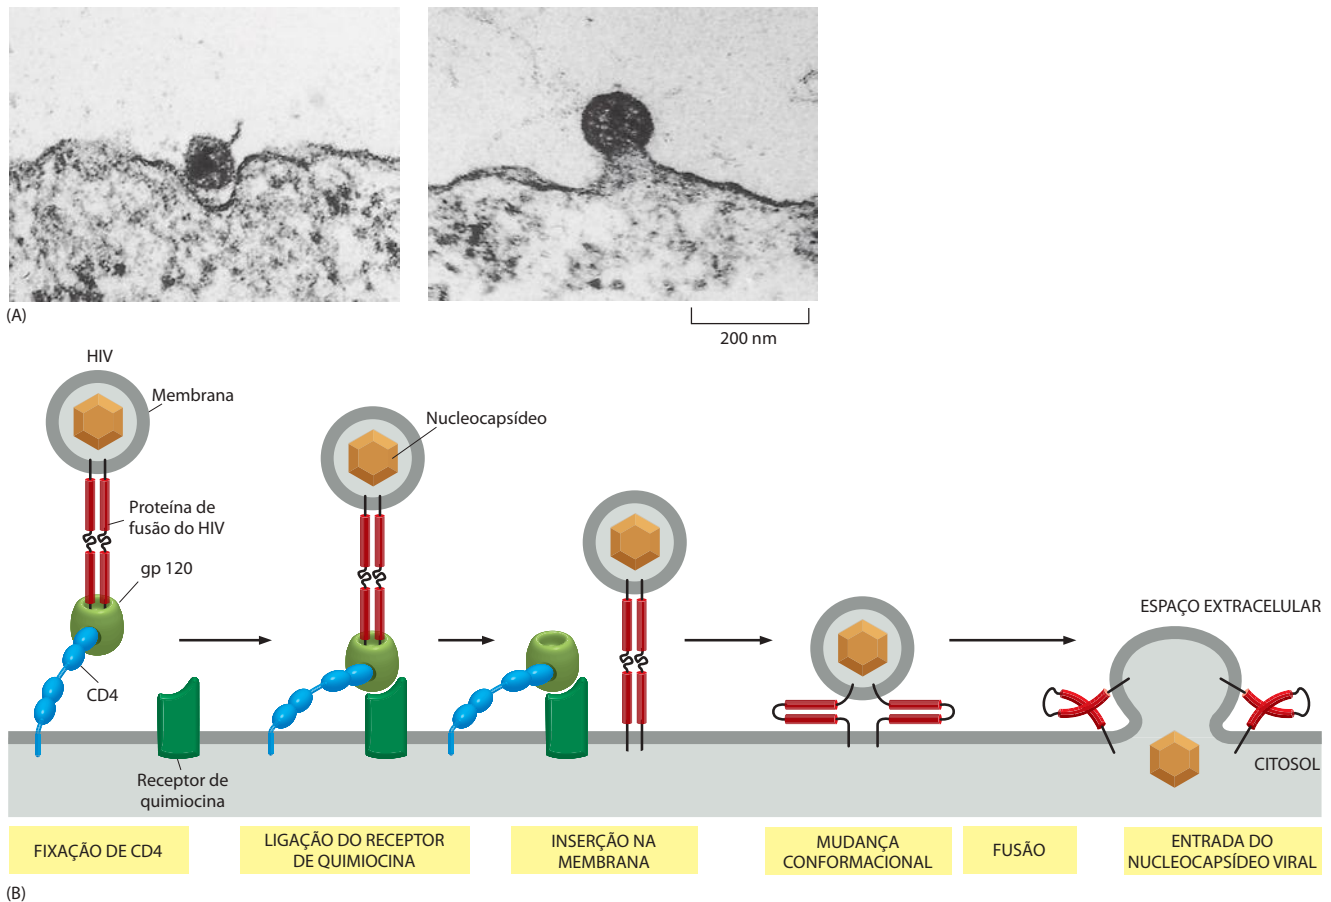 (A)
200 nm
HIV
Membrana
Nucleocapsídeo
Proteína de
fusão do HIV
gp 120
CD4
Receptor de
quimiocina
ESPAÇO EXTRACELULAR
CITOSOL
FIXAÇÃO DE CD4
LIGAÇÃO DO RECEPTOR
DE QUIMIOCINA
INSERÇÃO NA
MEMBRANA
MUDANÇA
CONFORMACIONAL
FUSÃO
ENTRADA DO
NUCLEOCAPSÍDEO VIRAL
(B)